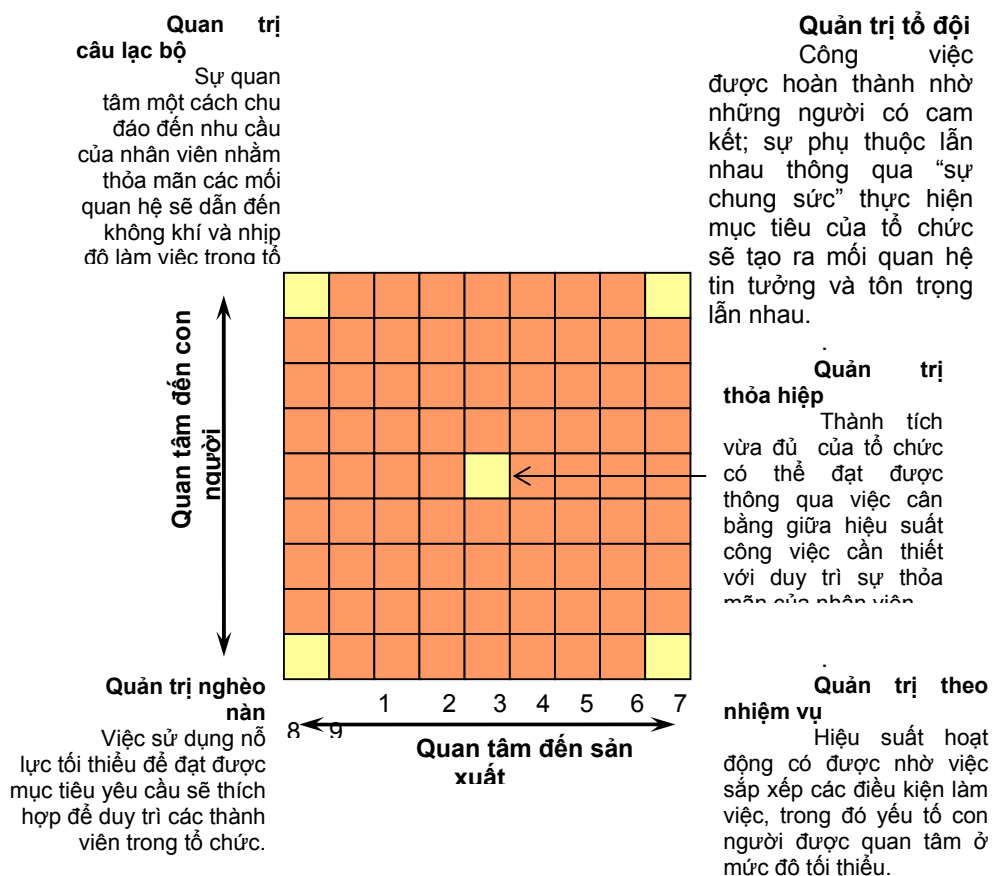 Quan trị
câu lạc bộ
Sự quan
tâm một cách chu
đáo đến nhu cầu
của nhân viên nhằm
thỏa mãn các mối
quan hệ sẽ dẫn đến
không khí và nhịp
độ làm việc trong tổ
Quản trị tổ đội
Công việc
được hoàn thành nhờ
những người có cam
kết; sự phụ thuộc lẫn
nhau thông qua “sự
chung sức” thực hiện
mục tiêu của tổ chức
sẽ tạo ra mối quan hệ
tin tưởng và tôn trọng
lẫn nhau.
.
Quản trị
thỏa hiệp
Thành tích
vừa đủ của tổ chức
có thể đạt được
thông qua việc cân
bằng giữa hiệu suất
công việc cần thiết
với duy trì sự thỏa
mãn của nhân viên
Quan tâm đến con
người
Quản trị nghèo
nàn
Việc sử dụng nỗ
lực tối thiểu để đạt được
mục tiêu yêu cầu sẽ thích
hợp để duy trì các thành
viên trong tổ chức.
1 2 3 4 5 6 7
8 9
Quan tâm đến sản
xuất
.
Quản trị theo
nhiệm vụ
Hiệu suất hoạt
động có được nhờ việc
sắp xếp các điều kiện làm
việc, trong đó yếu tố con
người được quan tâm ở
mức độ tối thiểu.